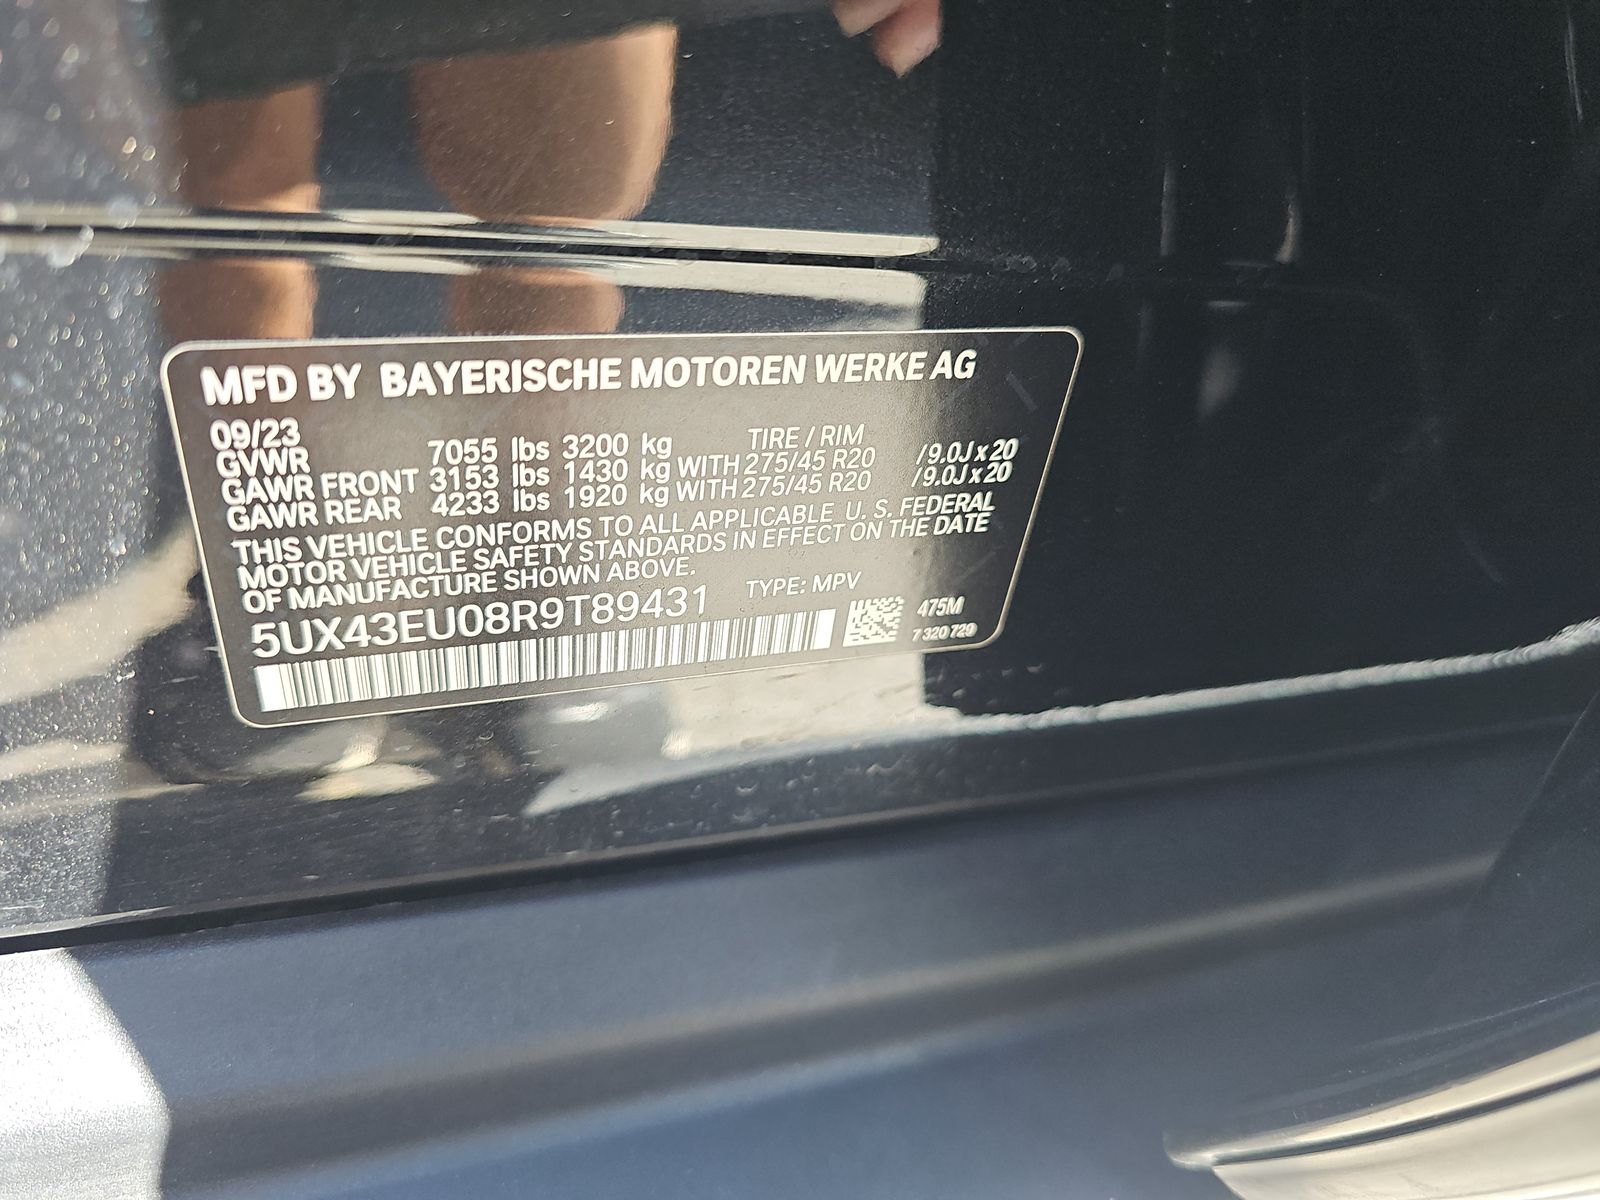 MFD BY BAYERISCHE MOTOREN WERKE AG
09/23
GVWR 7055 lbs 3200 kg TIRE / RIM
GAWR FRONT 3153 lbs 1430 kg WITH 275/45 R20 /9.0J x 20
GAWR REAR 4233 lbs 1920 kg WITH 275/45 R20 /9.0J x 20
THIS VEHICLE CONFORMS TO ALL APPLICABLE U. S. FEDERAL
MOTOR VEHICLE SAFETY STANDARDS IN EFFECT ON THE DATE
OF MANUFACTURE SHOWN ABOVE.
5UX43EU08R9T89431 TYPE: MPV
475M
7 320 729